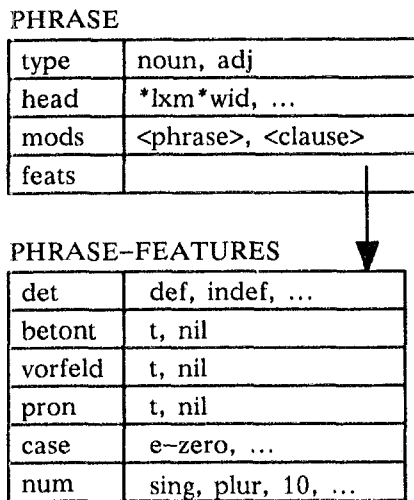 PHRASE
type noun, adj
head *lxm*wid, ...
mods <phrase>, <clause>
feats
PHRASE-FEATURES
det def, indef, ...
betont t, nil
vorfeld t, nil
pron t, nil
case e-zero, ...
num sing, plur, 10, ...